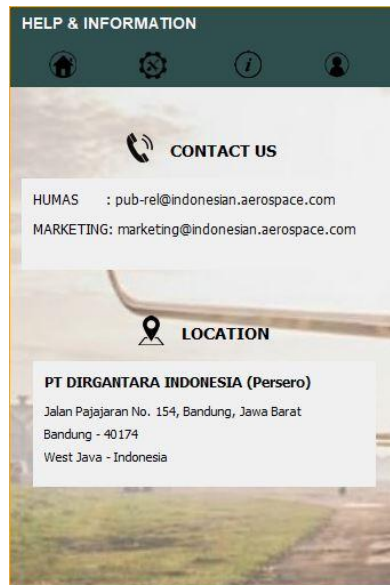 HELP & INFORMATION
CONTACT US
HUMAS : pub-rel@indonesian.aerospace.com
MARKETING: marketing@indonesian.aerospace.com
LOCATION
PT DIRGANTARA INDONESIA (Persero)
Jalan Pajajaran No. 154, Bandung, Jawa Barat
Bandung - 40174
West Java - Indonesia